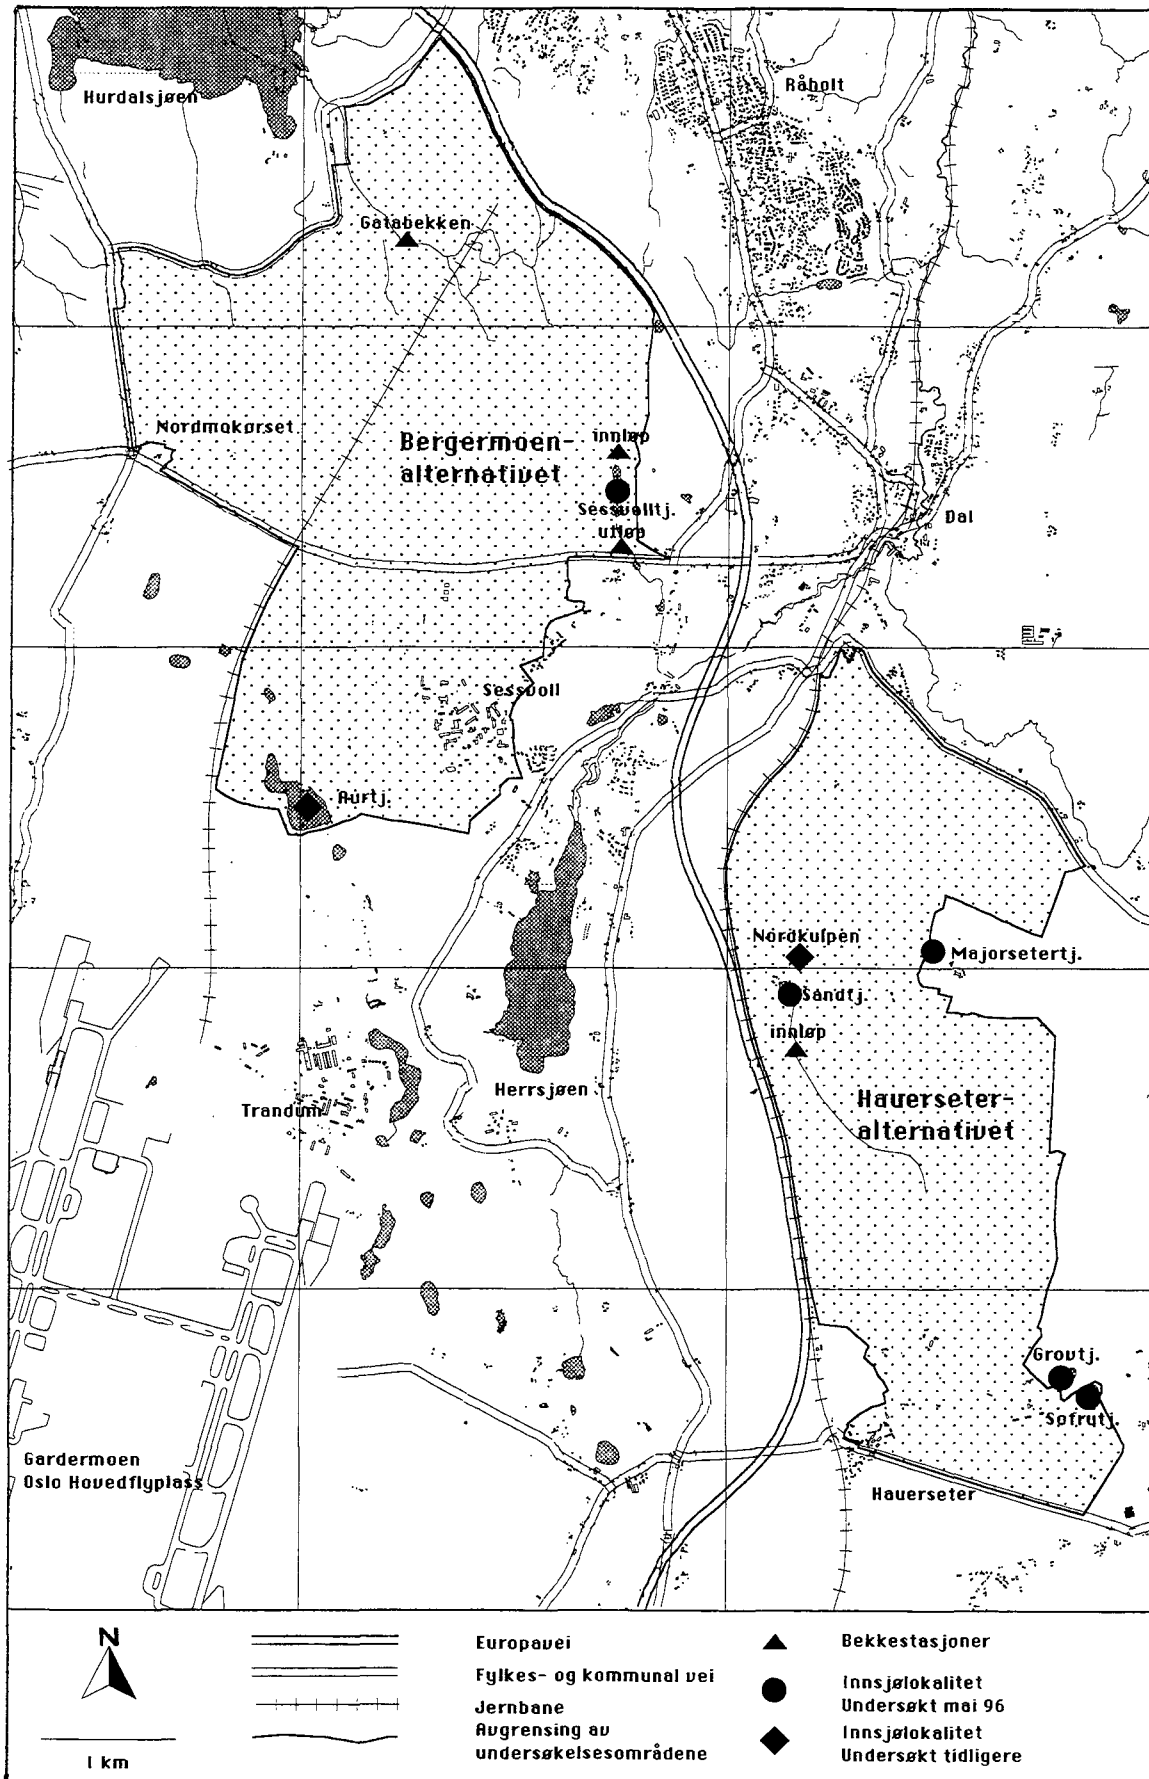 Hurdalsjøen
Råholt
Gatabekken
Nordmokorset
Bergermoen-
alternativet
innløp
Sessvolltj.
utløp
Dal
Sessvoll
Aurtj.
Nordkulpen
Majorsetertj.
Sandtj.
innløp
Herrsjøen
Trandum
Hauerseter-
alternativet
Grovtj.
Søfrutj.
Gardermoen
Oslo Hovedflyplass
Hauerseter
N
1 km
Europavei
Fylkes- og kommunal vei
Jernbane
Avgrensing av
undersøkelsesområdene
Bekkestasjoner
Innsjølokalitet
Undersøkt mai 96
Innsjølokalitet
Undersøkt tidligere